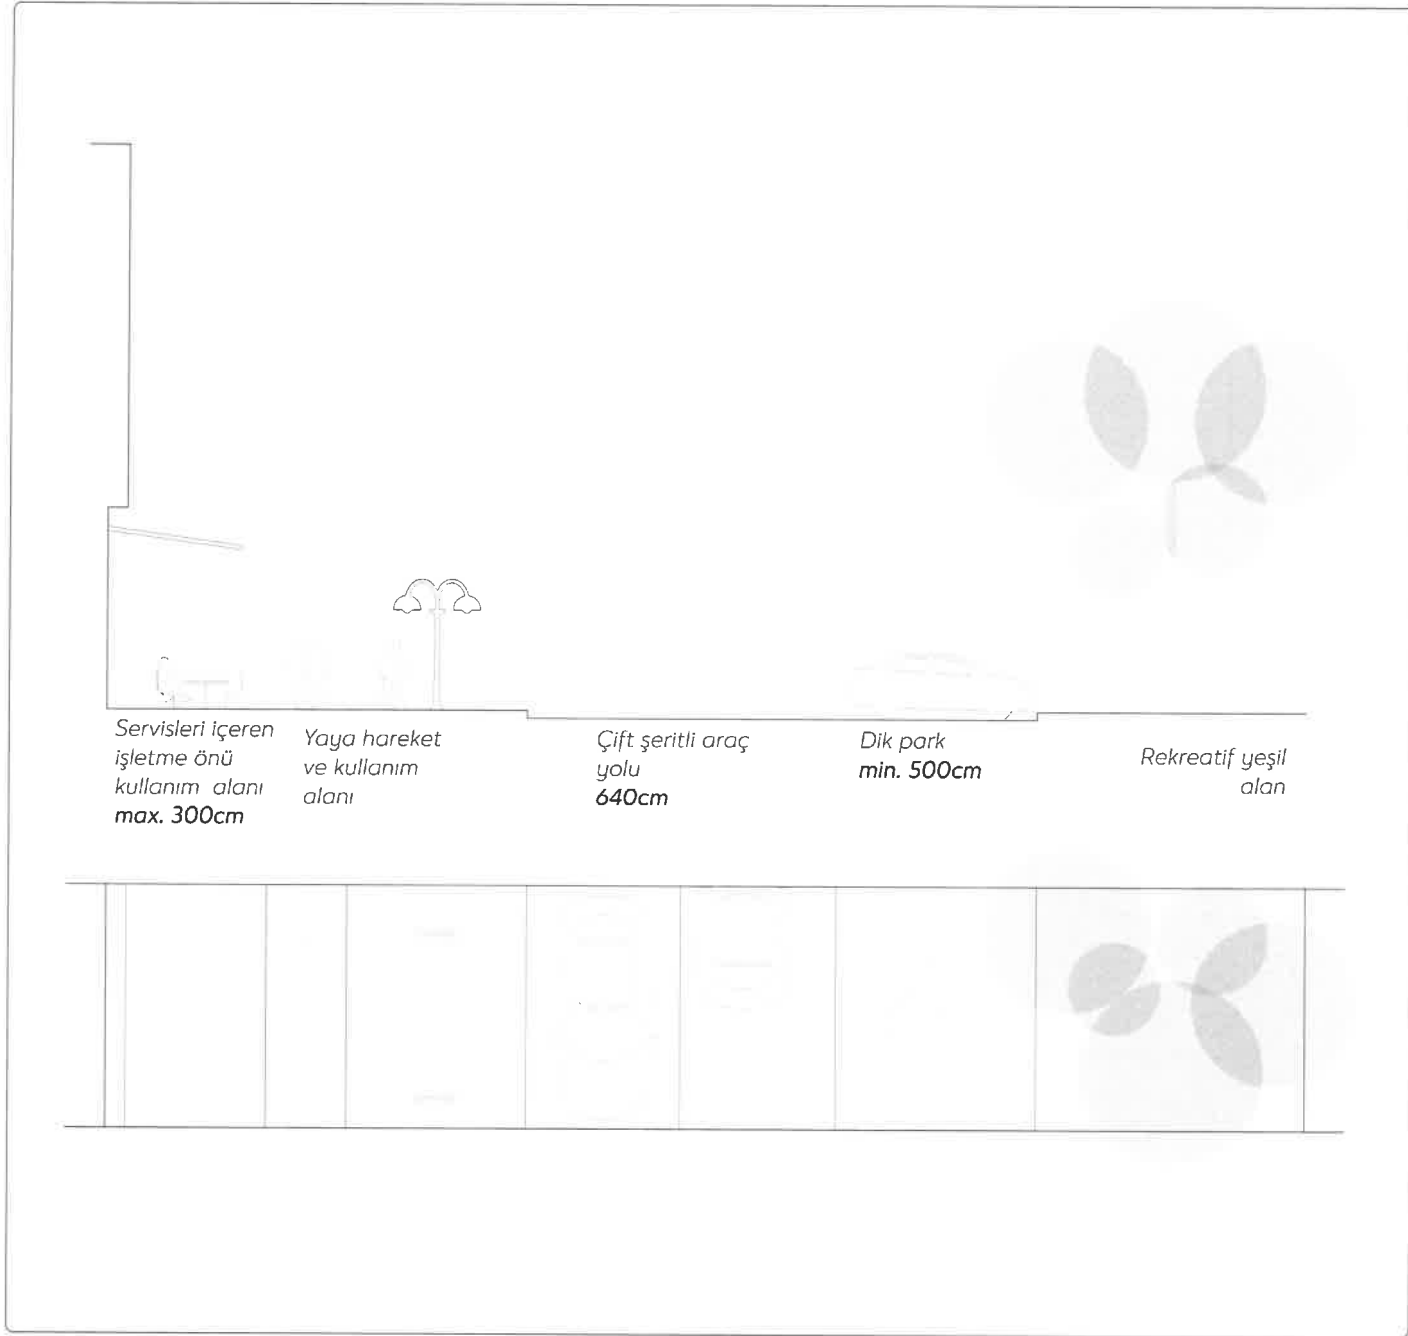 Servisleri içeren
işletme önü
kullanım alanı
max. 300cm
Yaya hareket
ve kullanım
alanı
Çift şeritli araç
yolu
640cm
Dik park
min. 500cm
Rekreatif yeşil
alan